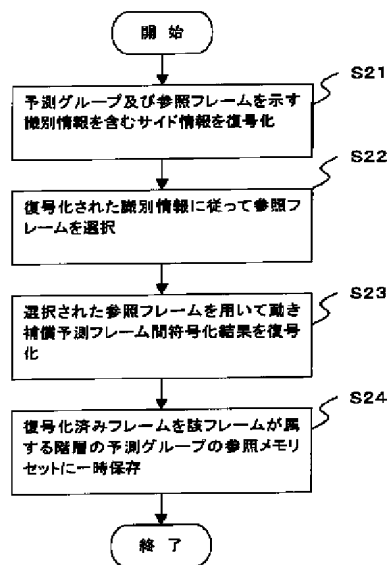 開 始
S21
予測グループ及び参照フレームを示す
識別情報を含むサイド情報を復号化
S22
復号化された識別情報に従って参照フ
レームを選択
S23
選択された参照フレームを用いて動き
補償予測フレーム間符号化結果を復号
化
S24
復号化済みフレームを該フレームが属
する階層の予測グループの参照メモリ
セットに一時保存
終 了